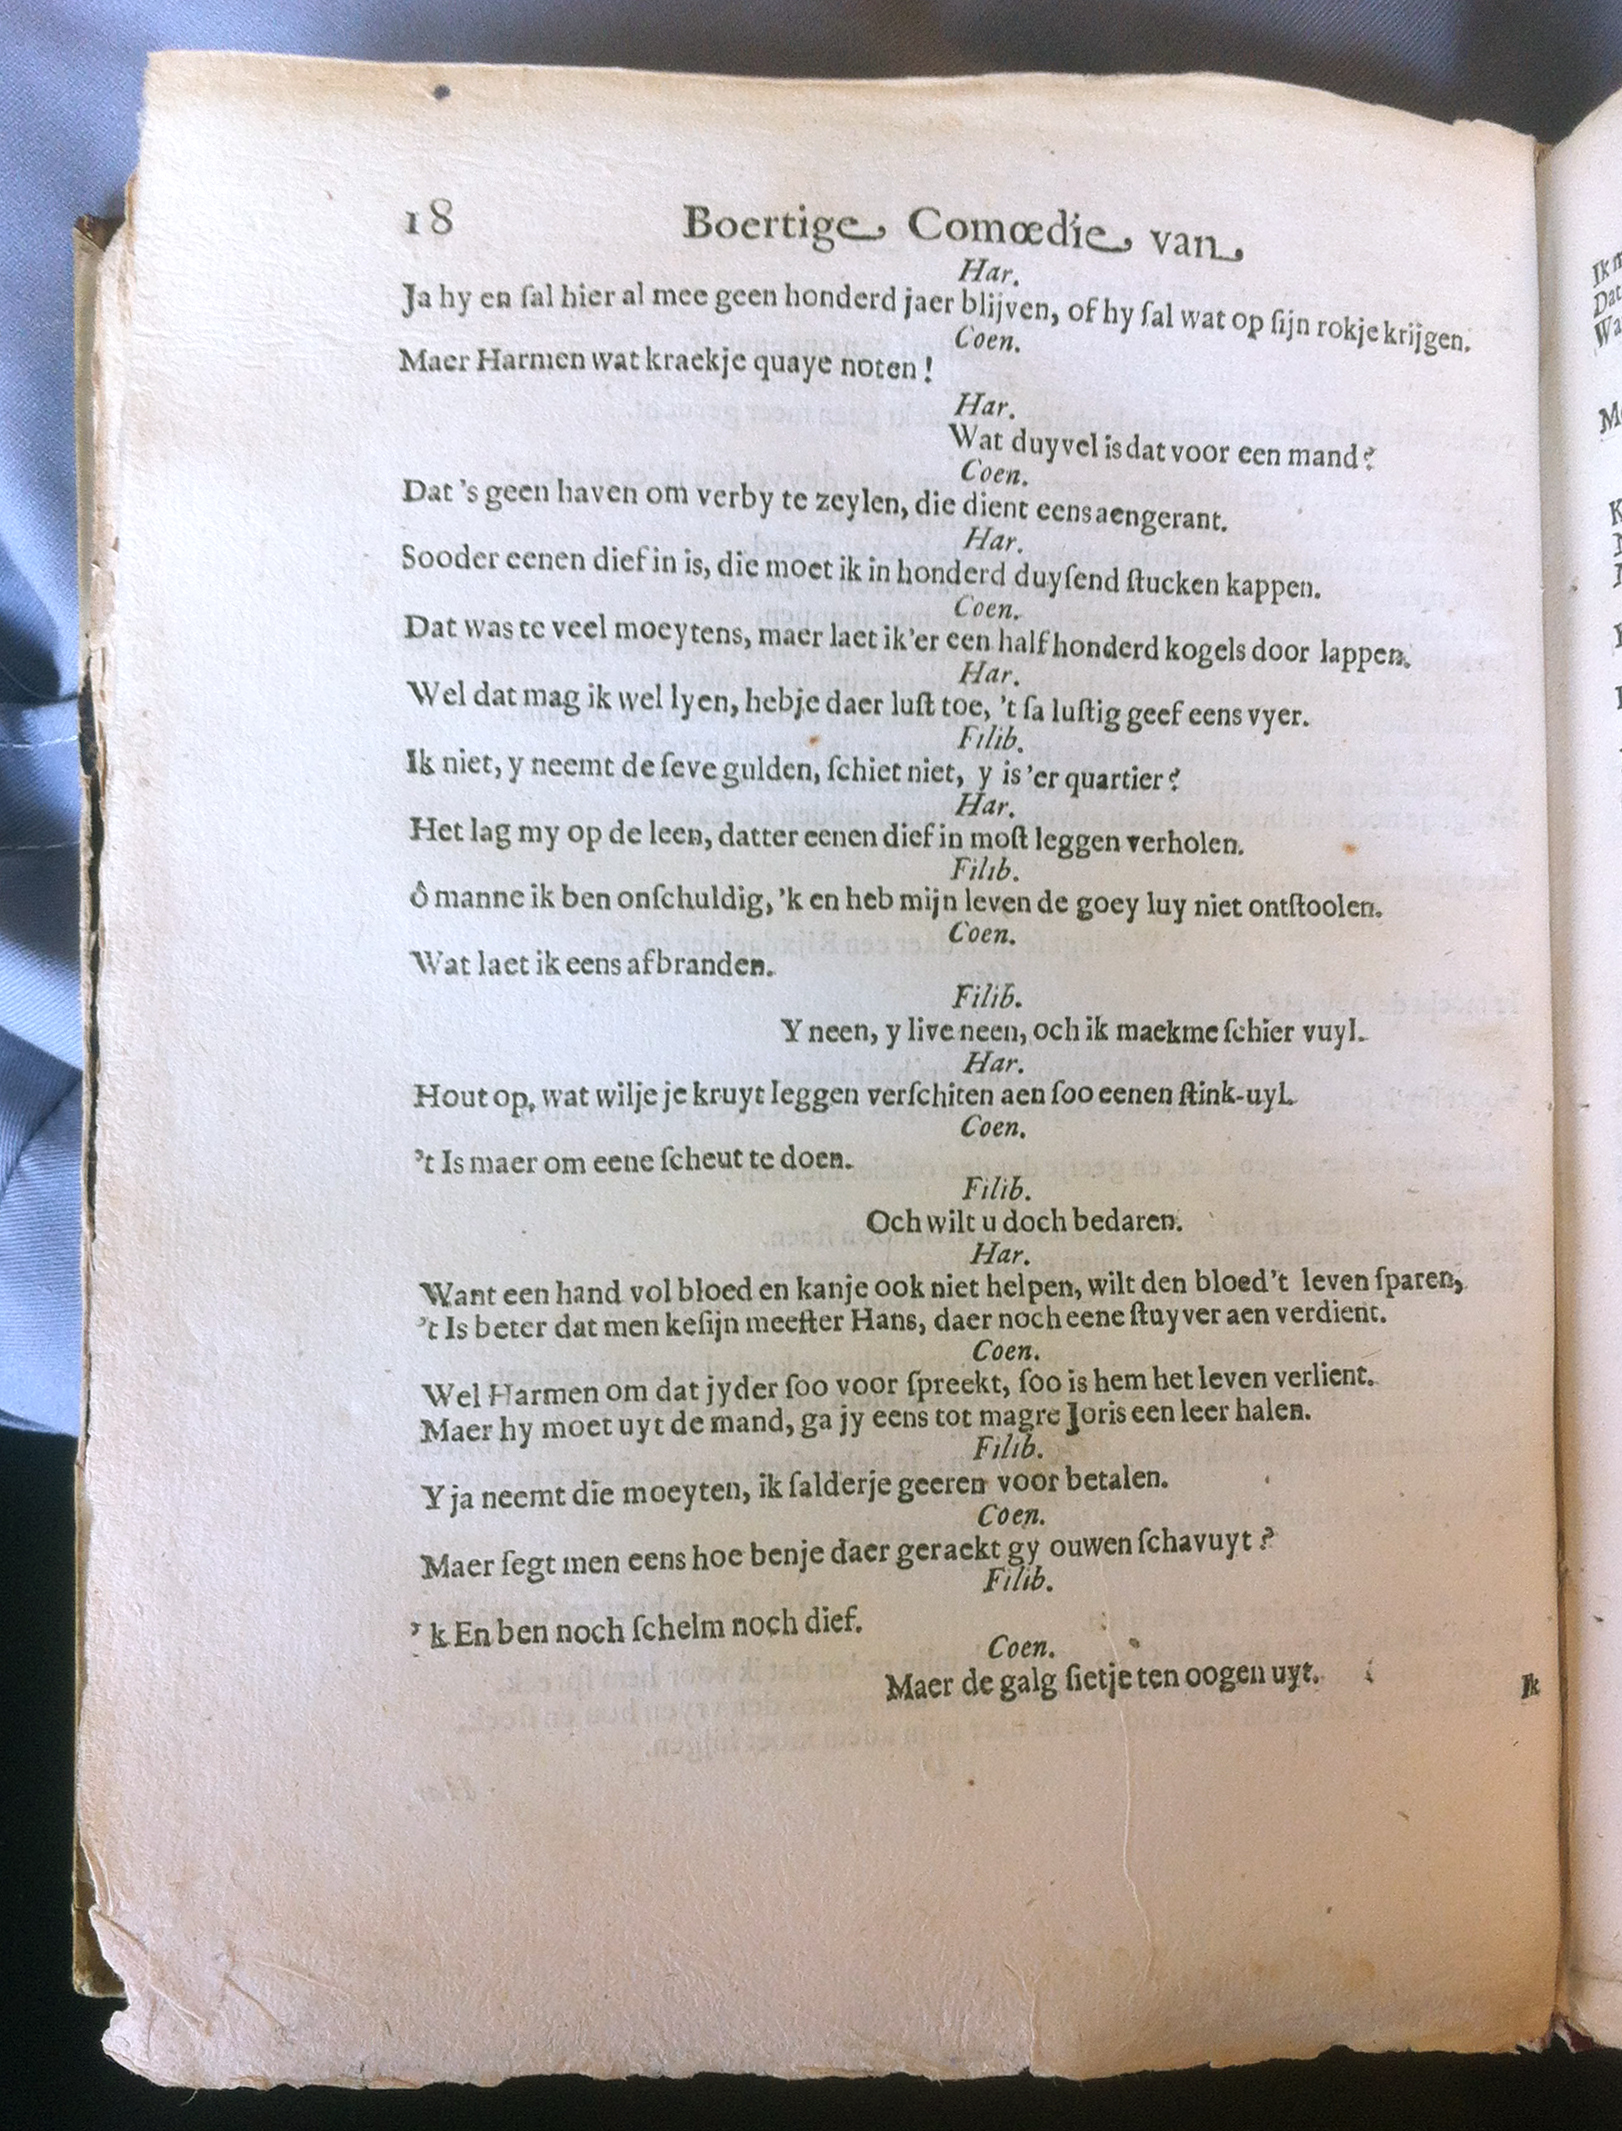 18 Boertige Comœdie van
Har.
Ja hy en ſal hier al mee geen honderd jaer blijven, of hy ſal wat op ſijn rokje krijgen.
Coen.
Maer Harmen wat kraekje quaye noten!
Har.
Wat duyvel is dat voor een mand?
Coen.
Dat 's geen haven om verby te zeylen, die dient eens aengerant.
Har.
Sooder eenen dief in is, die moet ik in honderd duyſend ſtucken kappen.
Coen.
Dat was te veel moeytens, maer laet ik 'er een half honderd kogels door lappen.
Har.
Wel dat mag ik wel lyen, hebje daer luſt toe, 't ſa luſtig geef eens vyer.
Filib.
Ik niet, y neemt de ſeve gulden, ſchiet niet, y is 'er quartier?
Har.
Het lag my op de leen, datter eenen dief in moſt leggen verholen.
Filib.
ô manne ik ben onſchuldig, 'k en heb mijn leven de goey luy niet ontſtoolen.
Coen.
Wat laet ik eens afbranden.
Filib.
Y neen, y live neen, och ik maekme ſchier vuyl.
Har.
Hout op, wat wilje je kruyt leggen verſchiten aen ſoo eenen ſtink-uyl.
Coen.
't Is maer om eene ſcheut te doen.
Filib.
Och wilt u doch bedaren.
Har.
Want een hand vol bloed en kanje ook niet helpen, wilt den bloed 't leven ſparen,
't Is beter dat men keſijn meeſter Hans, daer noch eene ſtuyver aen verdient.
Coen.
Wel Harmen om dat jyder ſoo voor ſpreekt, ſoo is hem het leven verlient.
Maer hy moet uyt de mand, ga jy eens tot magre Joris een leer halen.
Filib.
Y ja neemt die moeyten, ik ſalderje geeren voor betalen.
Coen.
Maer ſegt men eens hoe benje daer geraekt gy ouwen ſchavuyt?
Filib.
'k En ben noch ſchelm noch dief.
Coen.
Maer de galg ſietje ten oogen uyt.
Ik
Ik
Dat